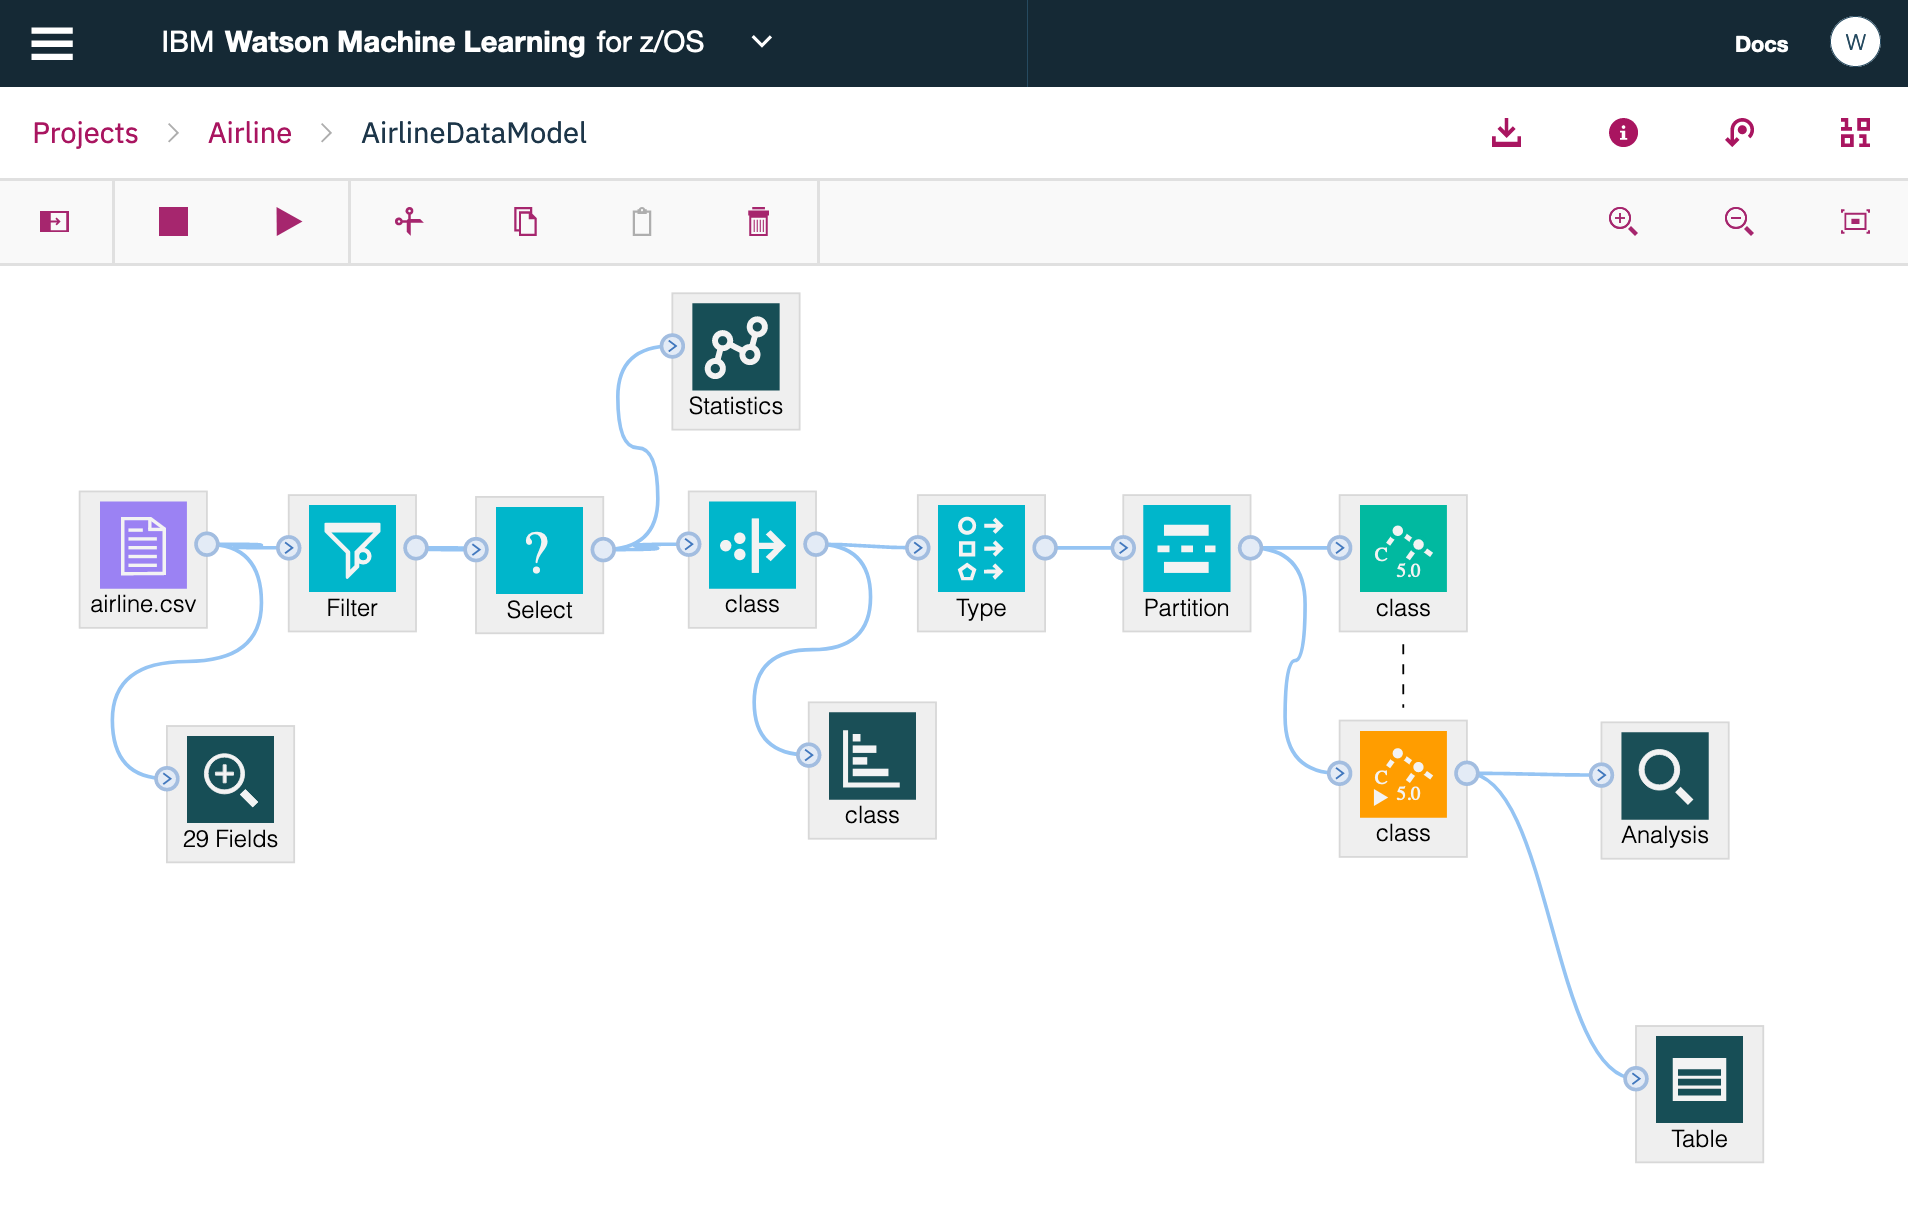 IBM Watson Machine Learning for z/OS
Docs
W
Projects > Airline > AirlineDataModel
Statistics
airline.csv
Filter
?
Select
class
Type
Partition
C 5.0
class
29 Fields
class
C 5.0
class
Analysis
Table